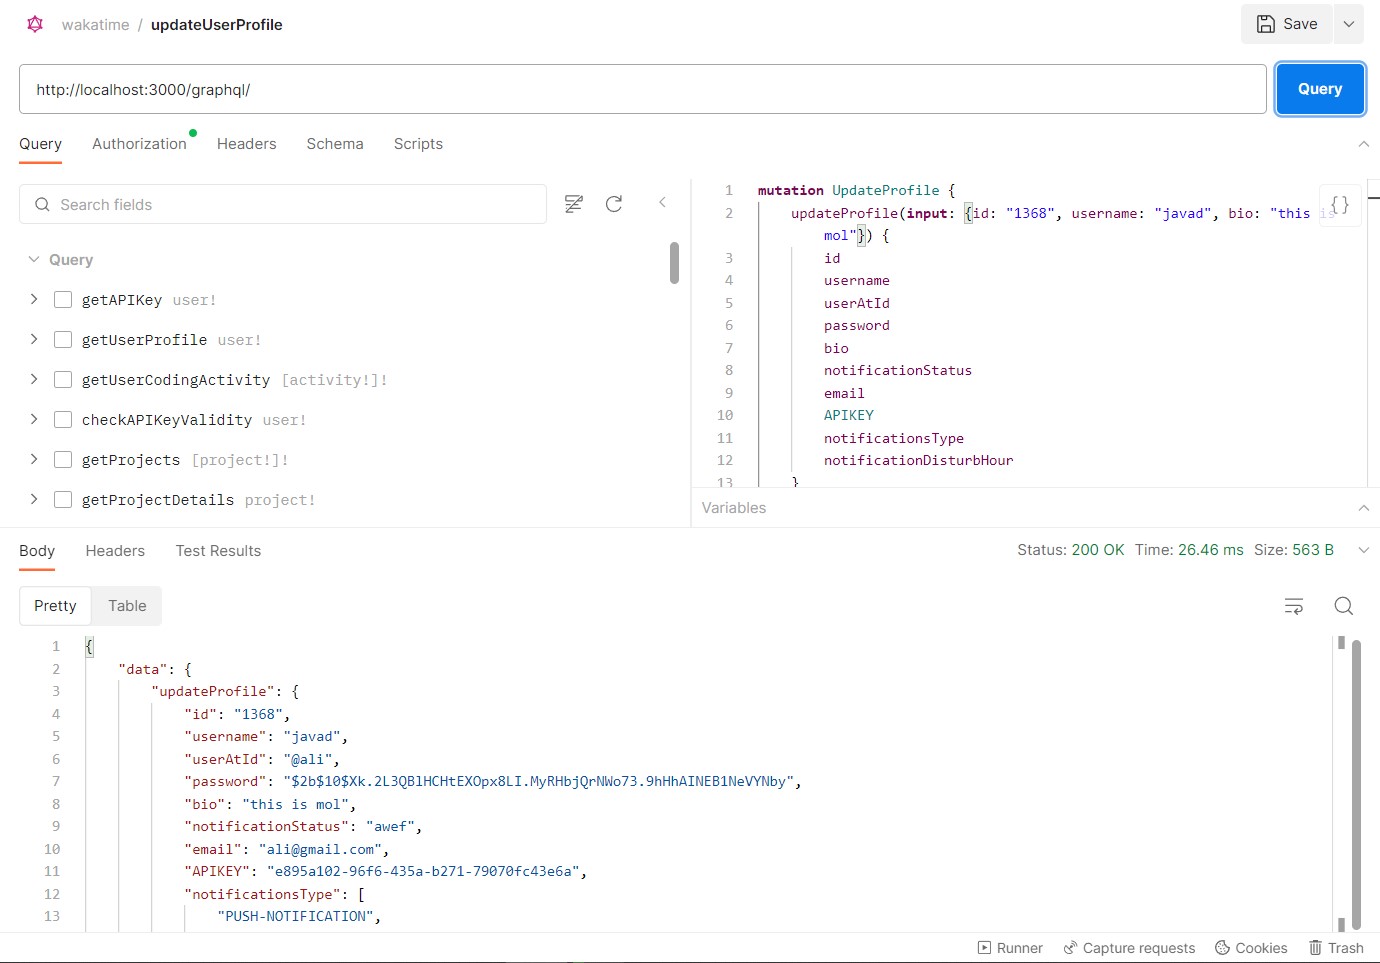 wakatime / updateUserProfile
Save
http://localhost:3000/graphql/
Query
Query Authorization Headers Schema Scripts
Search fields
Query
getAPIKey user!
getUserProfile user!
getUserCodingActivity [activity!]!
checkAPIKeyValidity user!
getProjects [project!]!
getProjectDetails project!
1 mutation UpdateProfile {
2 updateProfile(input: {id: "1368", username: "javad", bio: "this is
mol"}) {
3 id
4 username
5 userAtId
6 password
7 bio
8 notificationStatus
9 email
10 APIKEY
11 notificationsType
12 notificationDisturbHour
13 }
{}
Variables
Body Headers Test Results
Status: 200 OK Time: 26.46 ms Size: 563 B
Pretty Table
1 {
2 "data": {
3 "updateProfile": {
4 "id": "1368",
5 "username": "javad",
6 "userAtId": "@ali",
7 "password": "$2b$10$Xk.2L3QBlHCHtEXOpx8LI.MyRHbjQrNWo73.9hHhAINEB1NeVYNby",
8 "bio": "this is mol",
9 "notificationStatus": "awef",
10 "email": "ali@gmail.com",
11 "APIKEY": "e895a102-96f6-435a-b271-79070fc43e6a",
12 "notificationsType": [
13 "PUSH-NOTIFICATION",
Runner Capture requests Cookies Trash